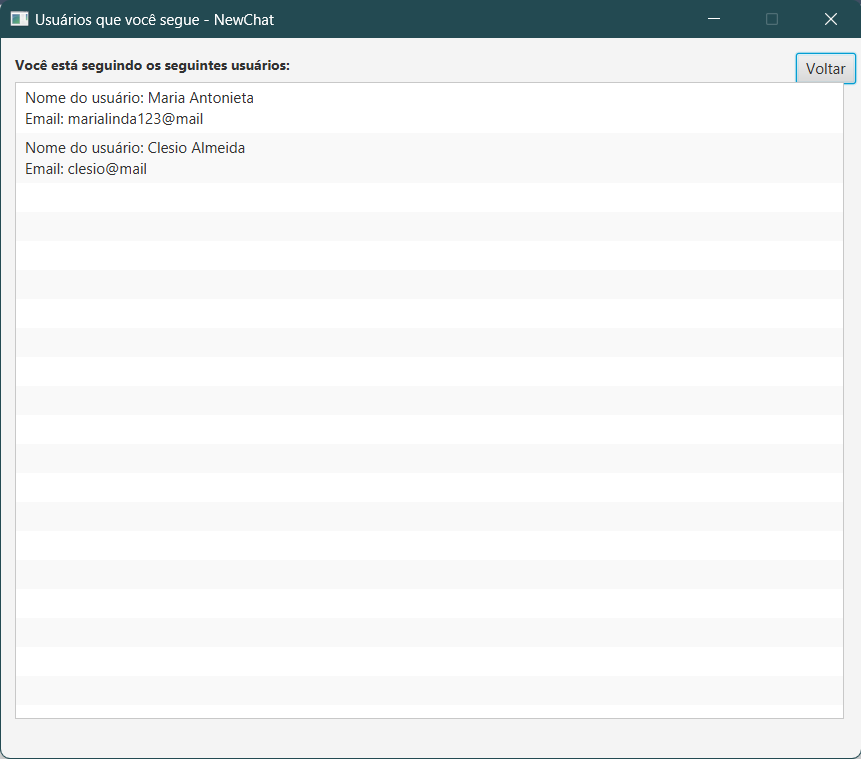 Usuários que você segue - NewChat
Você está seguindo os seguintes usuários:
Voltar
Nome do usuário: Maria Antonieta
Email: marialinda123@mail
Nome do usuário: Clesio Almeida
Email: clesio@mail